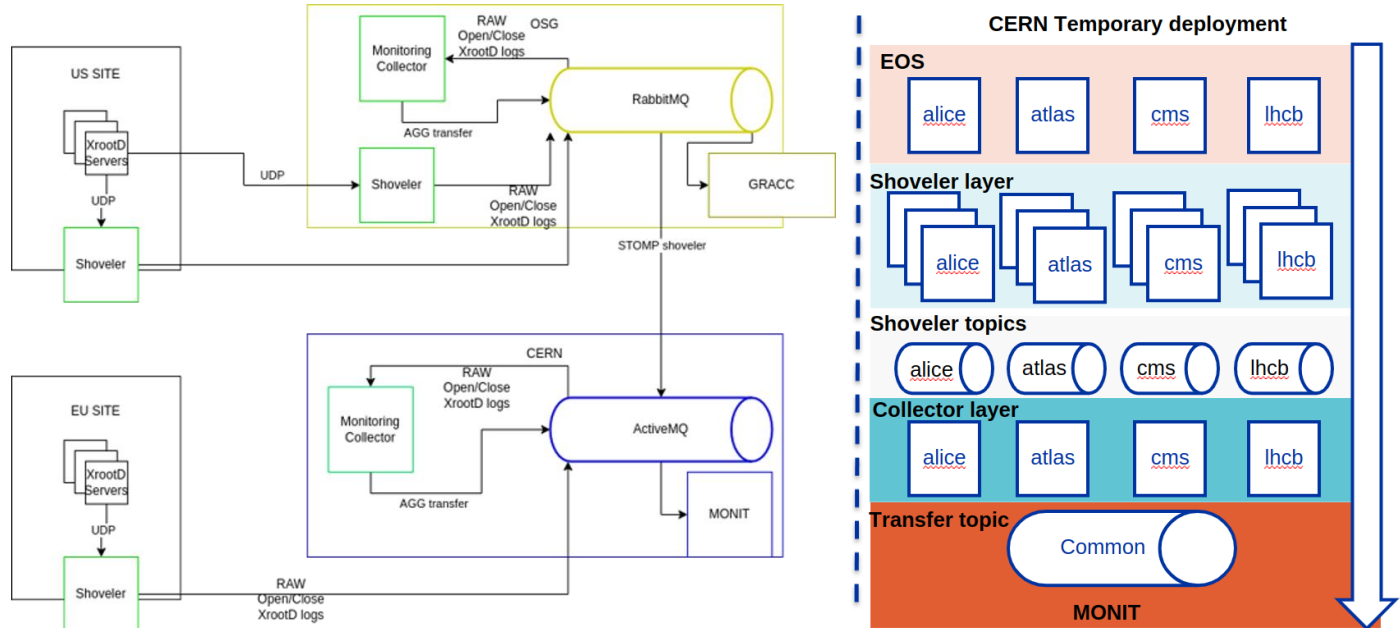 US SITE
XrootD
Servers
UDP
Shoveler
UDP
OSG
RAW
Open/Close
XrootD logs
Monitoring
Collector
AGG transfer
RabbitMQ
Shoveler
RAW
Open/Close
XrootD logs
GRACC
STOMP shoveler
CERN
RAW
Open/Close
XrootD logs
Monitoring
Collector
AGG transfer
ActiveMQ
MONIT
EU SITE
XrootD
Servers
UDP
Shoveler
RAW
Open/Close
XrootD logs
CERN Temporary deployment
EOS
alice atlas cms lhcb
Shoveler layer
alice atlas cms lhcb
Shoveler topics
alice atlas cms lhcb
Collector layer
alice atlas cms lhcb
Transfer topic
Common
MONIT